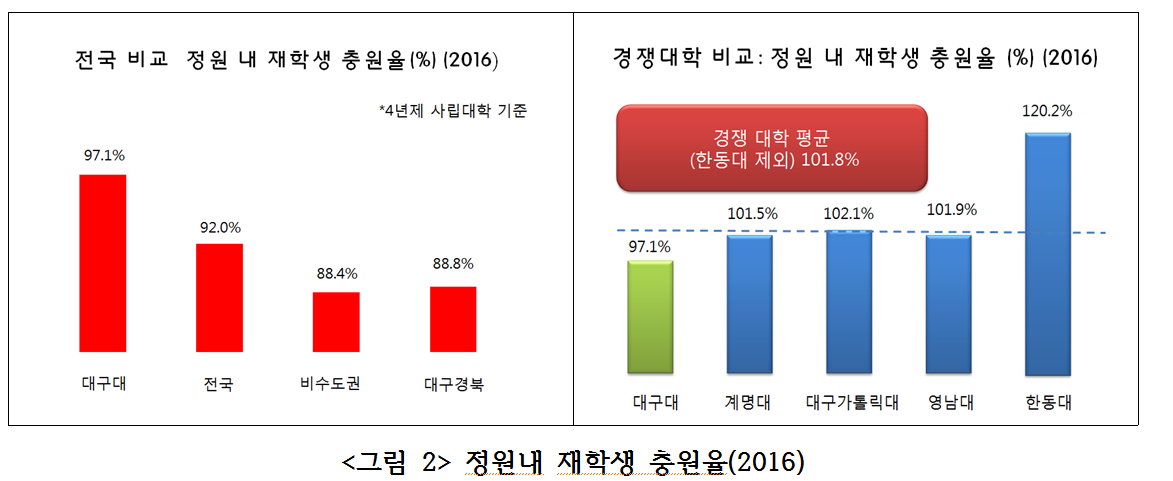 전국 비교 정원 내 재학생 충원율(%) (2016)
*4년제 사립대학 기준
97.1%
92.0%
88.4%
88.8%
대구대
전국
비수도권
대구경북
경쟁대학 비교: 정원 내 재학생 충원율 (%) (2016)
경쟁 대학 평균
(한동대 제외) 101.8%
120.2%
97.1%
101.5%
102.1%
101.9%
대구대
계명대
대구가톨릭대
영남대
한동대
<그림 2> 정원내 재학생 충원율(2016)